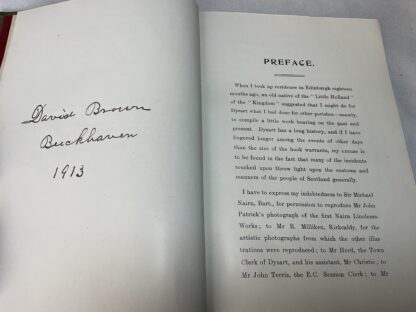 David Brown
Buckhaven
1913
PREFACE.
When I took up residence in Edinburgh eighteen
months ago, an old native of the "Little Holland"
of the "Kingdom" suggested that I might do for
Dysart what I had done for other parishes—namely,
to compile a little work bearing on the past and
present. Dysart has a long history, and if I have
lingered longer among the events of other days
than the size of the book warrants, my excuse is
to be found in the fact that many of the incidents
touched upon throw light upon the customs and
manners of the people of Scotland generally.
I have to express my indebtedness to Sir Michael
Nairn, Bart., for permission to reproduce Mr John
Patrick's photograph of the first Nairn Linoleum
Works; to Mr R. Milliken, Kirkcaldy, for the
artistic photographs from which the other illus-
trations were reproduced; to Mr Herd, the Town
Clerk of Dysart, and his assistant, Mr Christie; to
Mr John Terris, the E.C. Session Clerk; to Mr